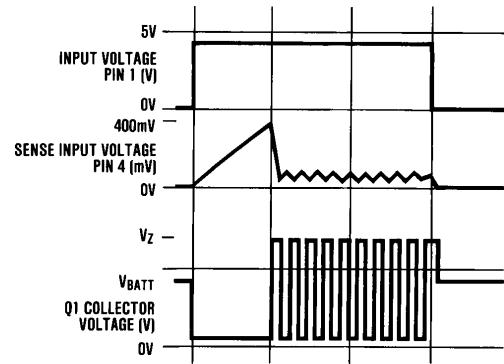 5V
INPUT VOLTAGE
PIN 1 (V)
0V
400mV
SENSE INPUT VOLTAGE
PIN 4 (mV)
0V
VZ
VBATT
Q1 COLLECTOR
VOLTAGE (V)
0V